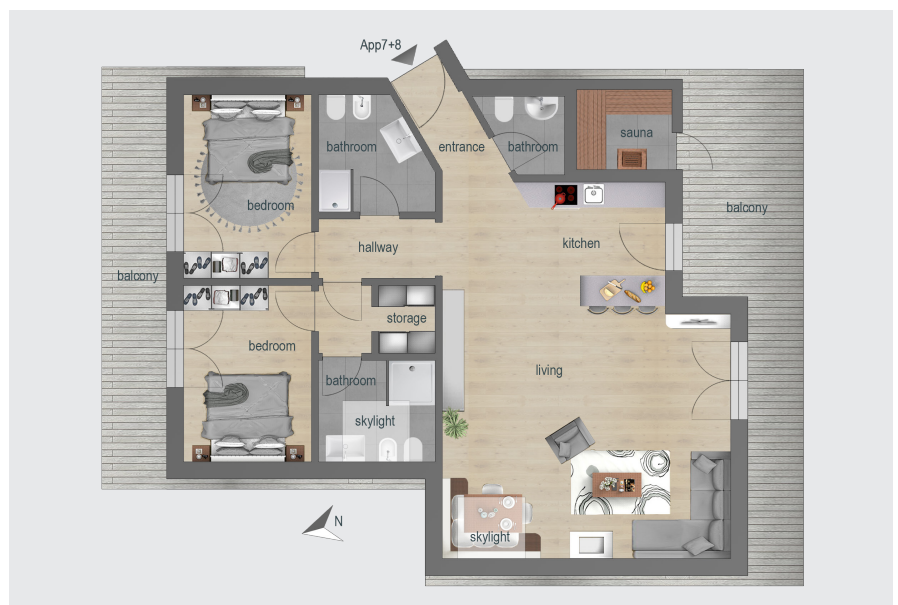 App7+8
bathroom
entrance
bathroom
sauna
bedroom
balcony
hallway
kitchen
balcony
storage
bedroom
living
bathroom
skylight
N
skylight